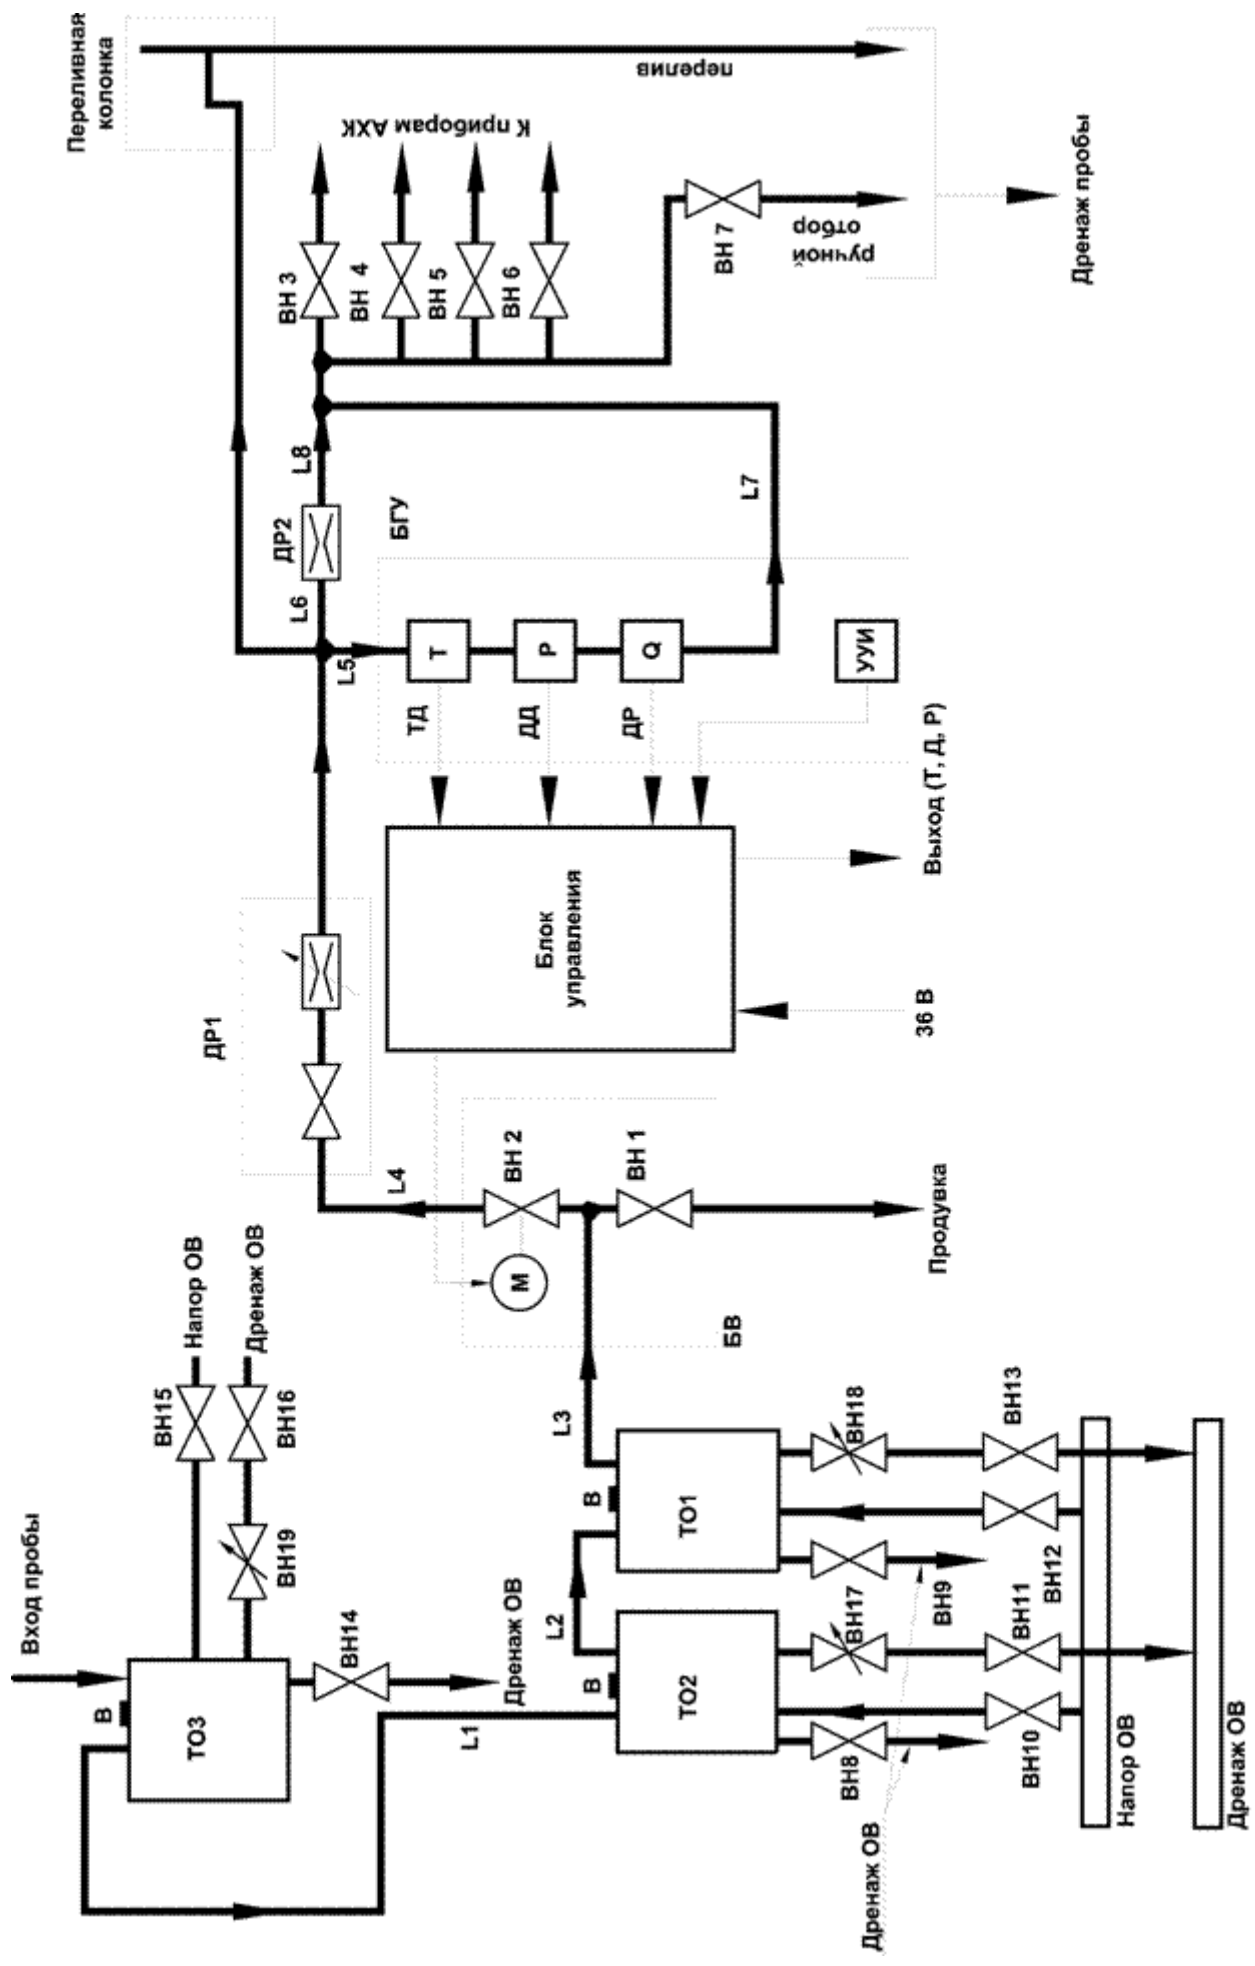 Переливная
колонка
перелив
К приборам АХК
ВН 3
ВН 4
ВН 5
ВН 6
ВН 7
ручной
отбор
Дренаж пробы
L8
ДР2
L6
БГУ
L7
L5
T
P
Q
УУИ
ТД
ДД
ДР
Выход (Т, Д, Р)
Блок
управления
36 В
ДР1
L4
ВН 2
ВН 1
М
БВ
Продувка
Напор ОВ
Дренаж ОВ
ВН15
ВН16
ВН19
Вход пробы
В
ТО3
ВН14
Дренаж ОВ
L1
L2
L3
В
ТО1
В
ТО2
ВН18
ВН13
ВН12
ВН9
ВН17
ВН11
ВН10
ВН8
Дренаж ОВ
Напор ОВ
Дренаж ОВ